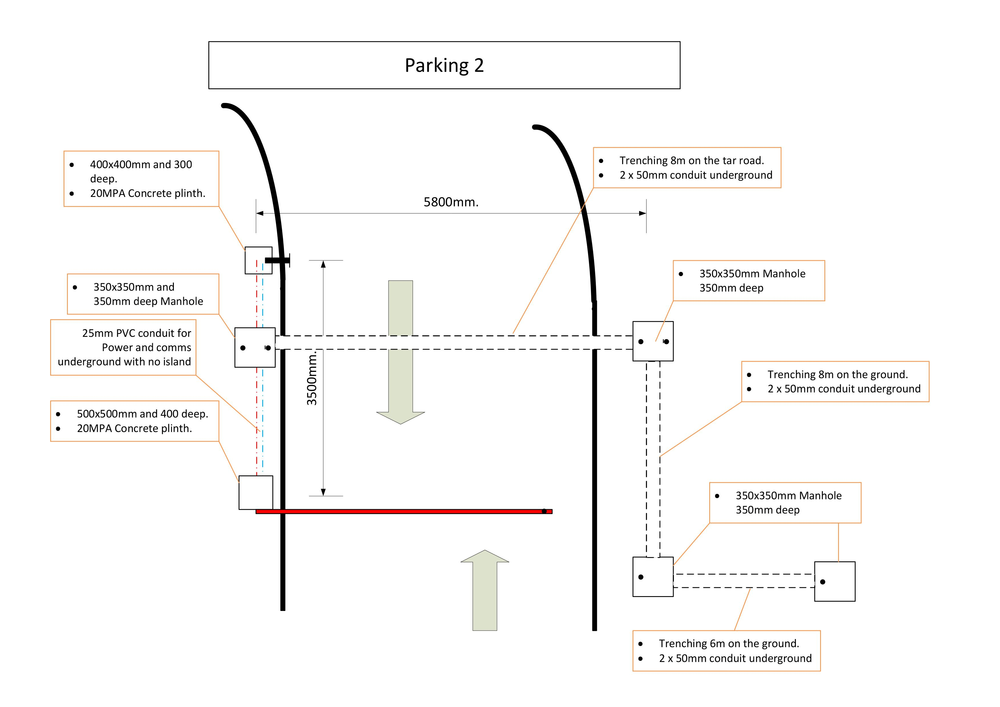 Parking 2
• 400x400mm and 300
deep.
• 20MPA Concrete plinth.
• Trenching 8m on the tar road.
• 2 x 50mm conduit underground
5800mm.
• 350x350mm and
350mm deep Manhole
• 350x350mm Manhole
350mm deep
25mm PVC conduit for
Power and comms
underground with no island
3500mm.
• Trenching 8m on the ground.
• 2 x 50mm conduit underground
• 500x500mm and 400 deep.
• 20MPA Concrete plinth.
• 350x350mm Manhole
350mm deep
• Trenching 6m on the ground.
• 2 x 50mm conduit underground